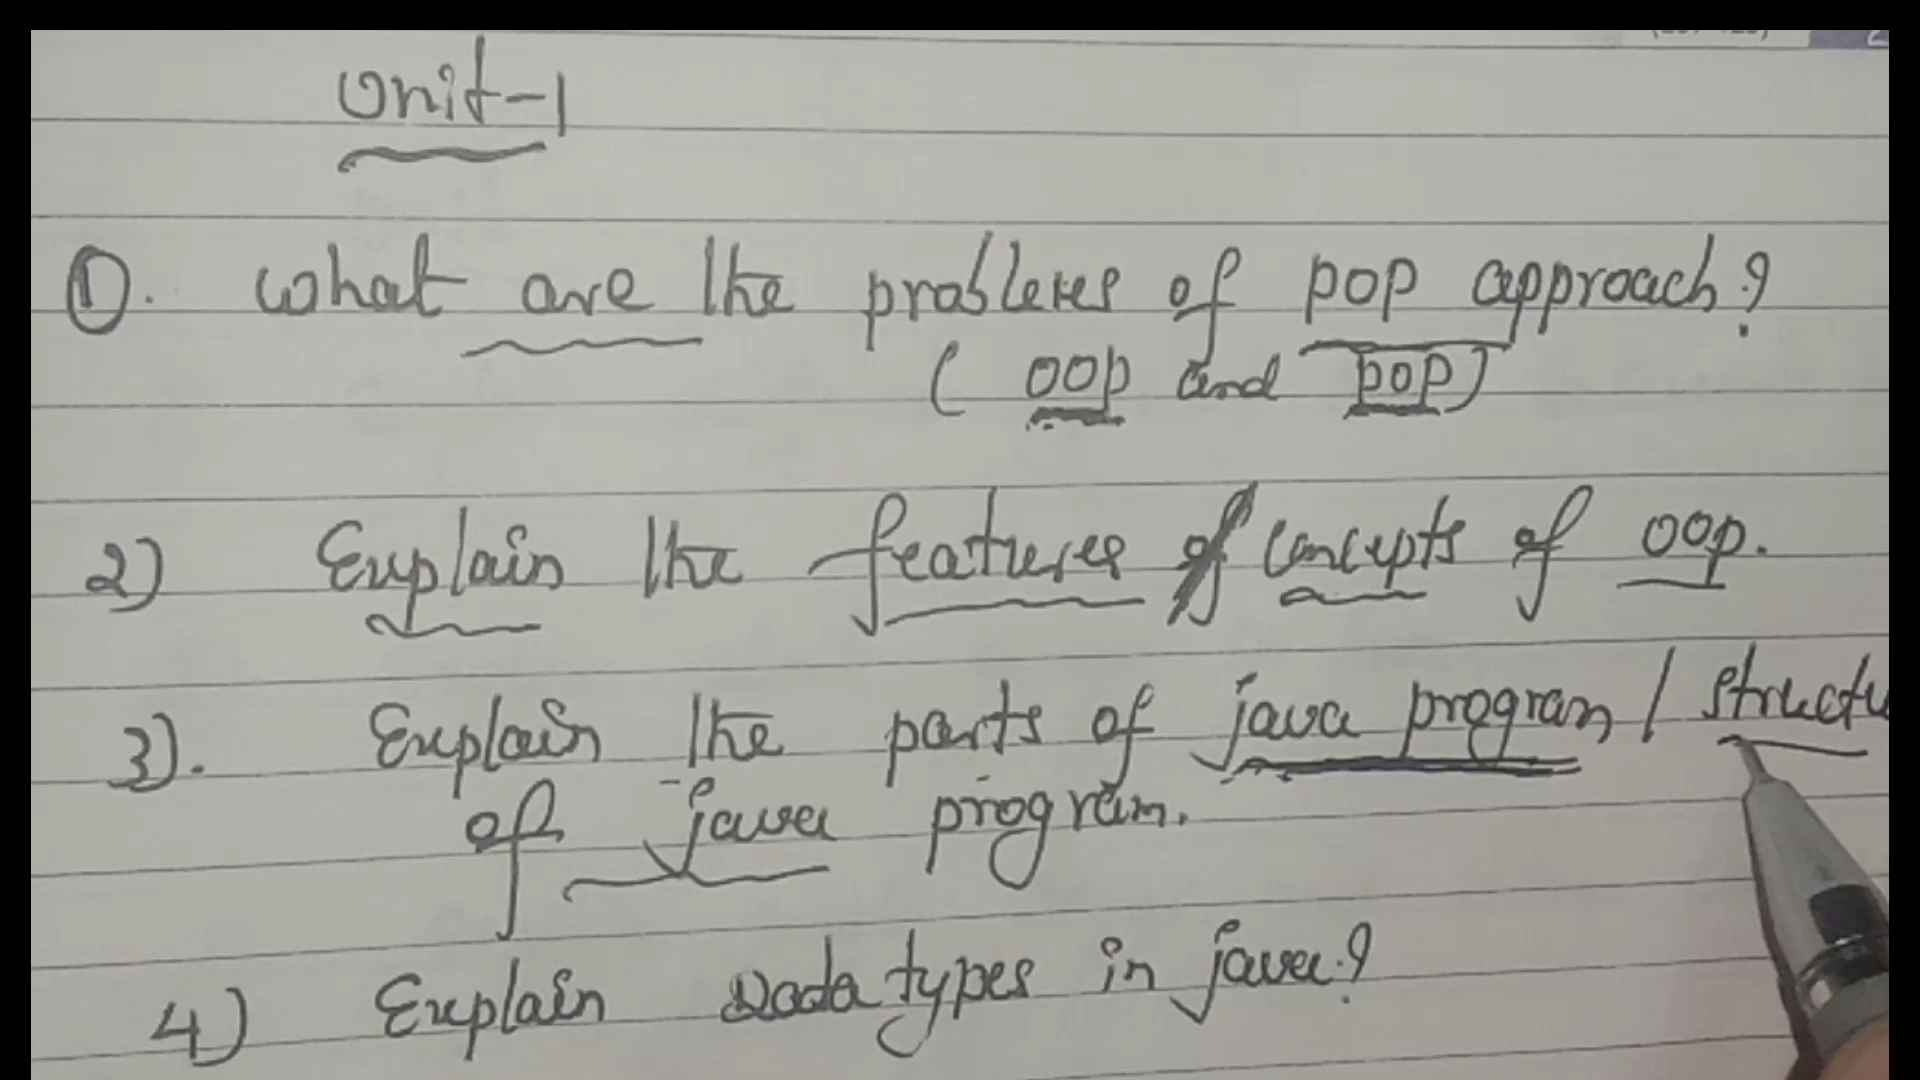 Unit-1
1. What are the problems of pop approach?
( oop and pop)
2) Explain the features of concepts of oop.
3). Explain the parts of java program / structu
of java program.
4) Explain Data types in java?